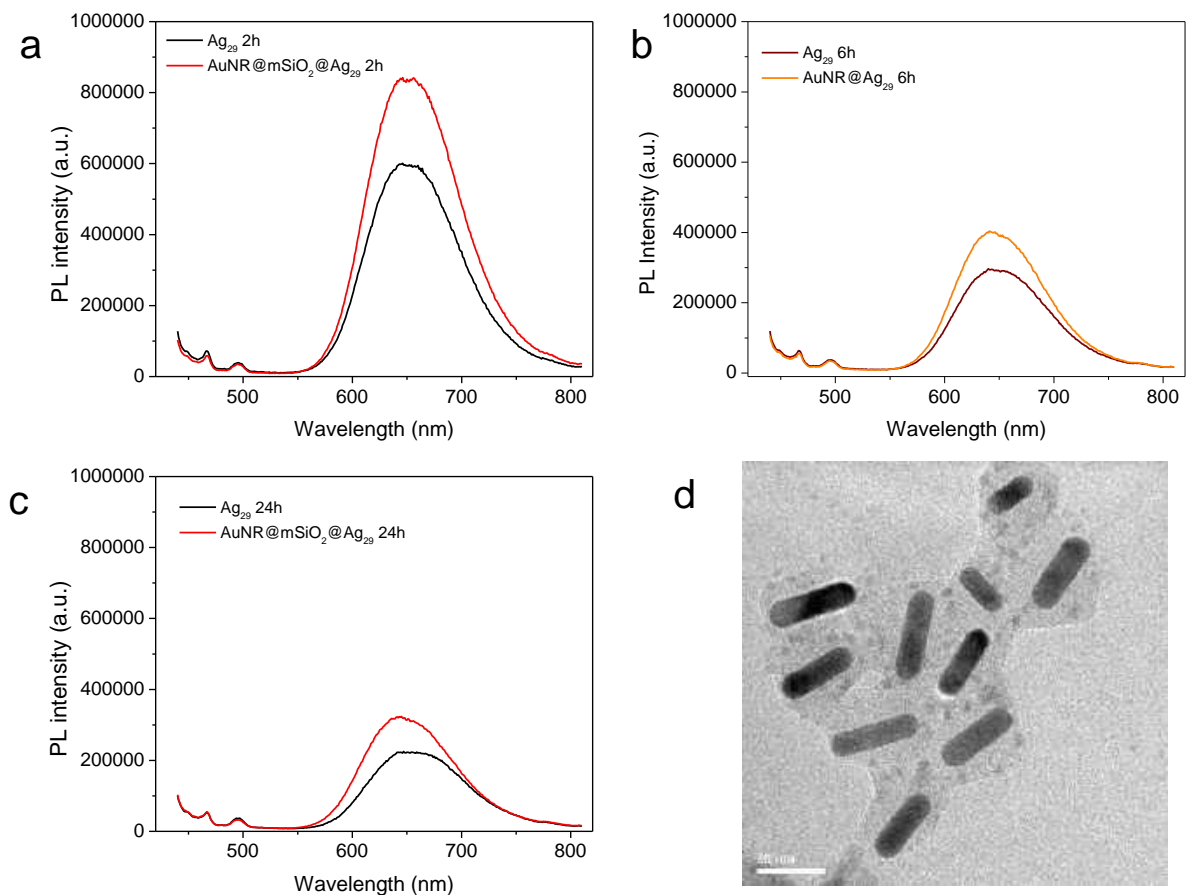 a
1000000
800000
600000
400000
200000
0
PL intensity (a.u.)
Ag29 2h
AuNR@mSiO2@Ag29 2h
500 600 700 800
Wavelength (nm)
b
1000000
800000
600000
400000
200000
0
PL Intensity (a.u.)
Ag29 6h
AuNR@Ag29 6h
500 600 700 800
Wavelength (nm)
c
1000000
800000
600000
400000
200000
0
PL intensity (a.u.)
Ag29 24h
AuNR@mSiO2@Ag29 24h
500 600 700 800
Wavelength (nm)
d